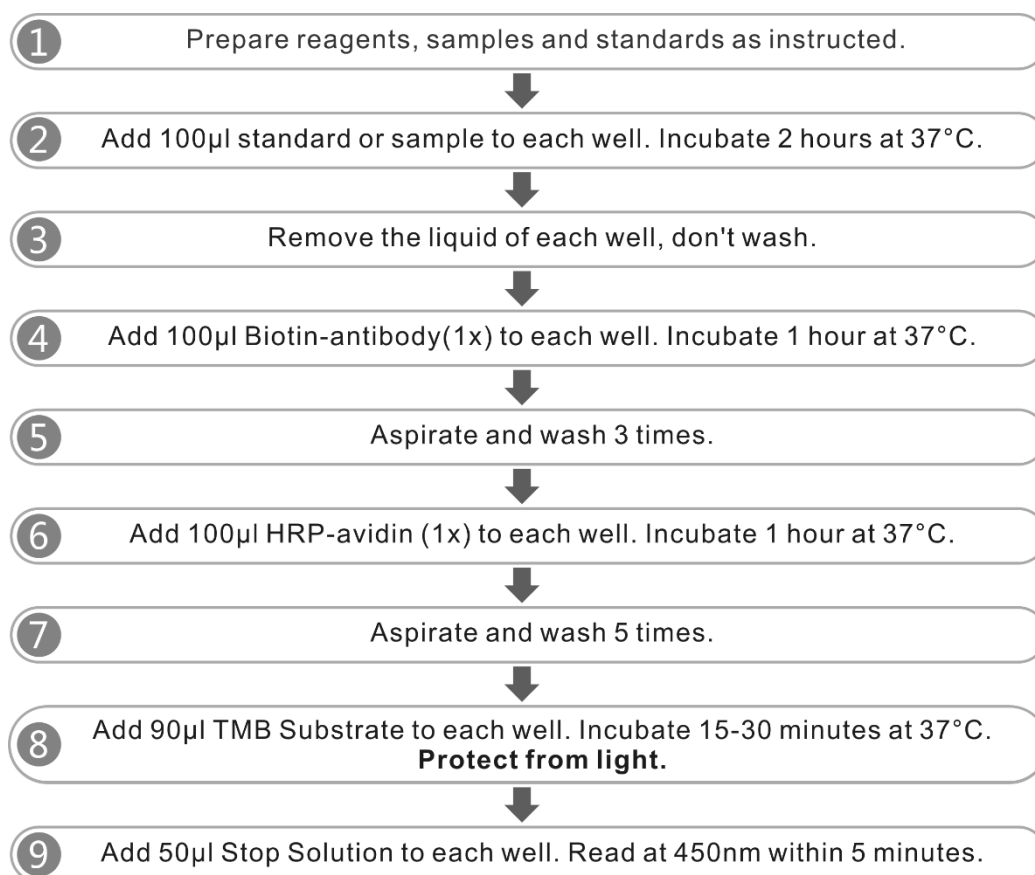 1 Prepare reagents, samples and standards as instructed.
2 Add 100μl standard or sample to each well. Incubate 2 hours at 37°C.
3 Remove the liquid of each well, don't wash.
4 Add 100μl Biotin-antibody(1x) to each well. Incubate 1 hour at 37°C.
5 Aspirate and wash 3 times.
6 Add 100μl HRP-avidin (1x) to each well. Incubate 1 hour at 37°C.
7 Aspirate and wash 5 times.
8 Add 90μl TMB Substrate to each well. Incubate 15-30 minutes at 37°C.
Protect from light.
9 Add 50μl Stop Solution to each well. Read at 450nm within 5 minutes.